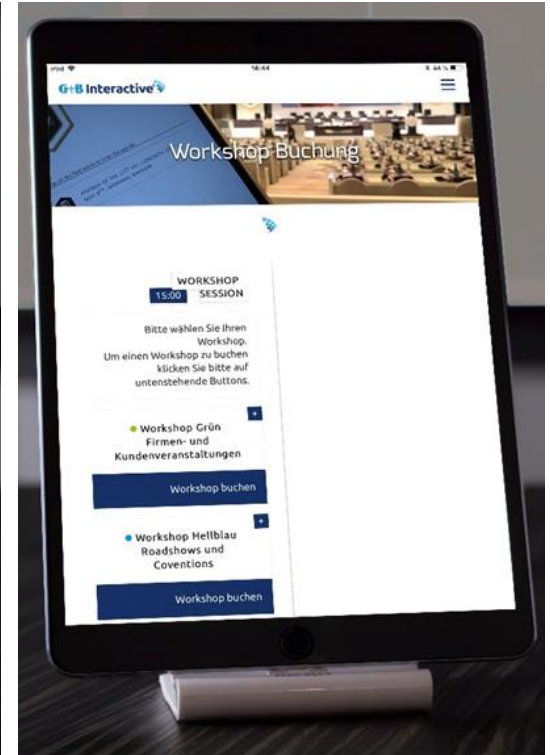 iPad
G+B Interactive
Workshop Buchung
WORKSHOP
15:00 SESSION
Bitte wählen Sie Ihren
Workshop.
Um einen Workshop zu buchen
klicken Sie bitte auf
untenstehende Buttons.
+
Workshop Grün
Firmen- und
Kundenveranstaltungen
Workshop buchen
+
Workshop Hellblau
Roadshows und
Coventions
Workshop buchen